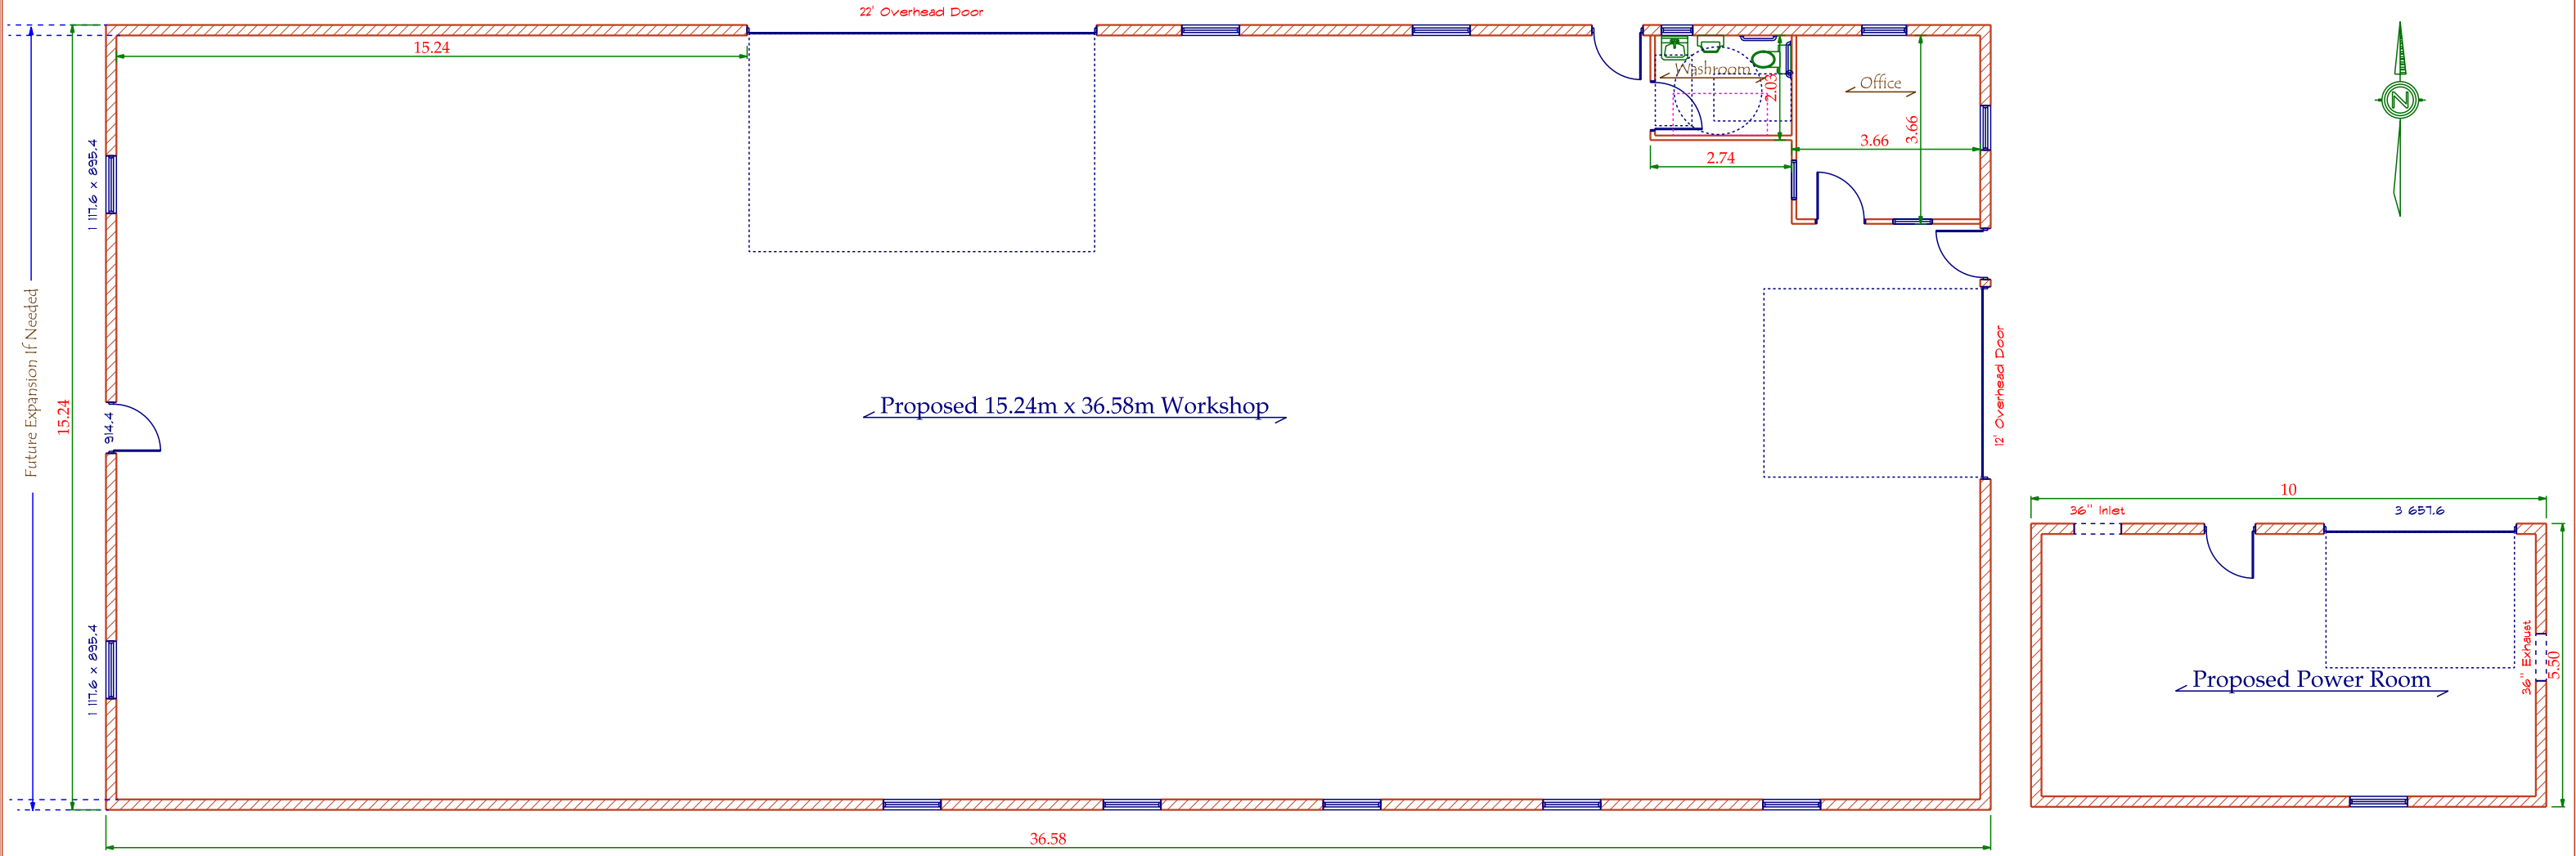 22' Overhead Door
15.24
Washroom
2.03
Office
3.66
3.66
2.74
N
1 117.6 x 895.4
Future Expansion If Needed
15.24
914.4
Proposed 15.24m x 36.58m Workshop
12' Overhead Door
1 117.6 x 895.4
36.58
10
36" Inlet
3 657.6
36" Exhaust
5.50
Proposed Power Room